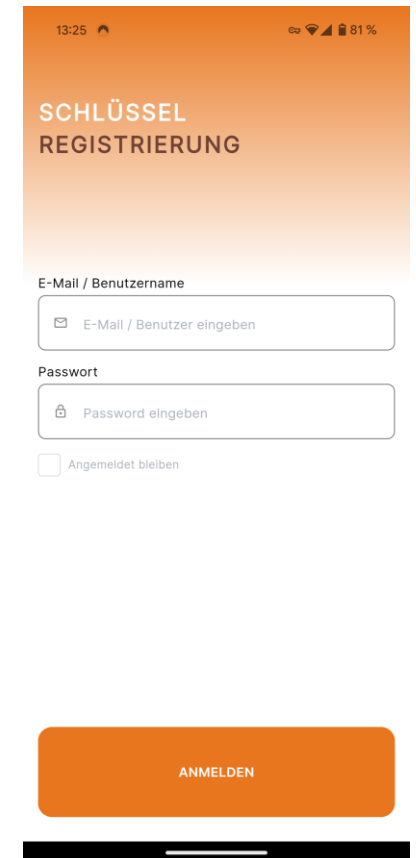 13:25 81 %
SCHLÜSSEL
REGISTRIERUNG
E-Mail / Benutzername
E-Mail / Benutzer eingeben
Passwort
Password eingeben
Angemeldet bleiben
ANMELDEN